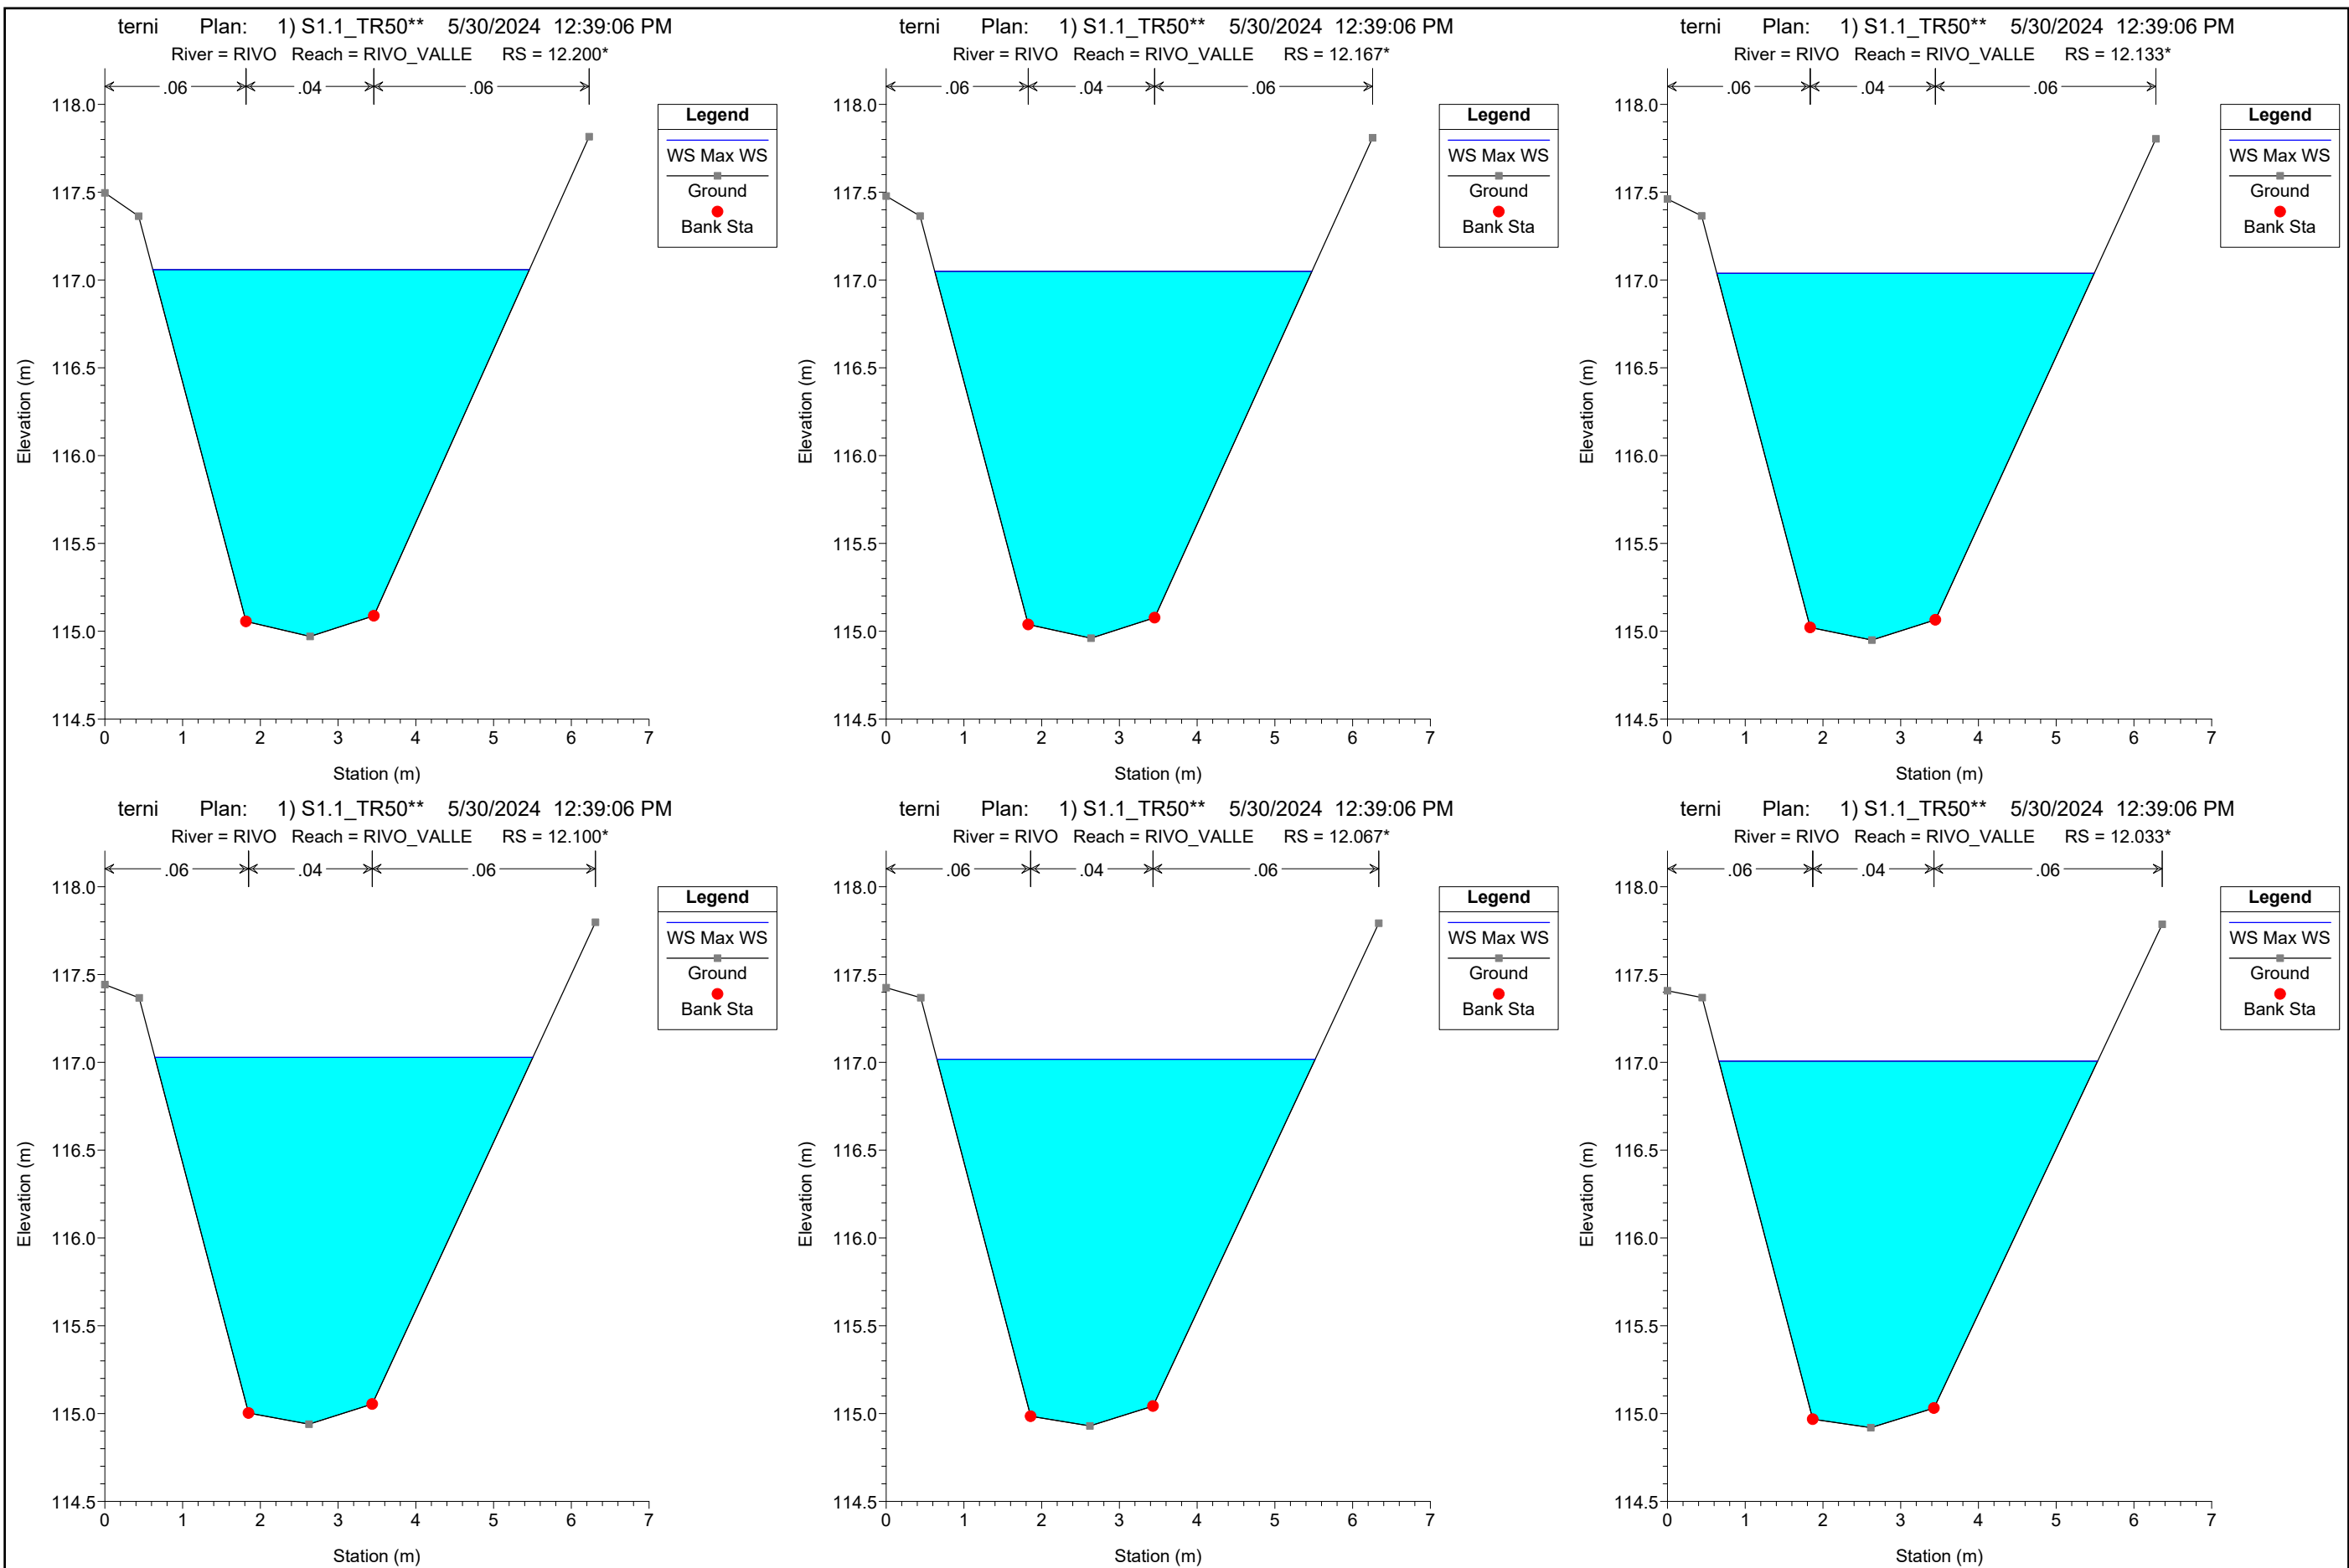 terni Plan: 1) S1.1_TR50** 5/30/2024 12:39:06 PM
River = RIVO Reach = RIVO_VALLE RS = 12.200*
.06 .04 .06
118.0
117.5
117.0
116.5
116.0
115.5
115.0
114.5
Elevation (m)
0 1 2 3 4 5 6 7
Station (m)
Legend
WS Max WS
Ground
Bank Sta
terni Plan: 1) S1.1_TR50** 5/30/2024 12:39:06 PM
River = RIVO Reach = RIVO_VALLE RS = 12.167*
.06 .04 .06
118.0
117.5
117.0
116.5
116.0
115.5
115.0
114.5
Elevation (m)
0 1 2 3 4 5 6 7
Station (m)
Legend
WS Max WS
Ground
Bank Sta
terni Plan: 1) S1.1_TR50** 5/30/2024 12:39:06 PM
River = RIVO Reach = RIVO_VALLE RS = 12.133*
.06 .04 .06
118.0
117.5
117.0
116.5
116.0
115.5
115.0
114.5
Elevation (m)
0 1 2 3 4 5 6 7
Station (m)
Legend
WS Max WS
Ground
Bank Sta
terni Plan: 1) S1.1_TR50** 5/30/2024 12:39:06 PM
River = RIVO Reach = RIVO_VALLE RS = 12.100*
.06 .04 .06
118.0
117.5
117.0
116.5
116.0
115.5
115.0
114.5
Elevation (m)
0 1 2 3 4 5 6 7
Station (m)
Legend
WS Max WS
Ground
Bank Sta
terni Plan: 1) S1.1_TR50** 5/30/2024 12:39:06 PM
River = RIVO Reach = RIVO_VALLE RS = 12.067*
.06 .04 .06
118.0
117.5
117.0
116.5
116.0
115.5
115.0
114.5
Elevation (m)
0 1 2 3 4 5 6 7
Station (m)
Legend
WS Max WS
Ground
Bank Sta
terni Plan: 1) S1.1_TR50** 5/30/2024 12:39:06 PM
River = RIVO Reach = RIVO_VALLE RS = 12.033*
.06 .04 .06
118.0
117.5
117.0
116.5
116.0
115.5
115.0
114.5
Elevation (m)
0 1 2 3 4 5 6 7
Station (m)
Legend
WS Max WS
Ground
Bank Sta